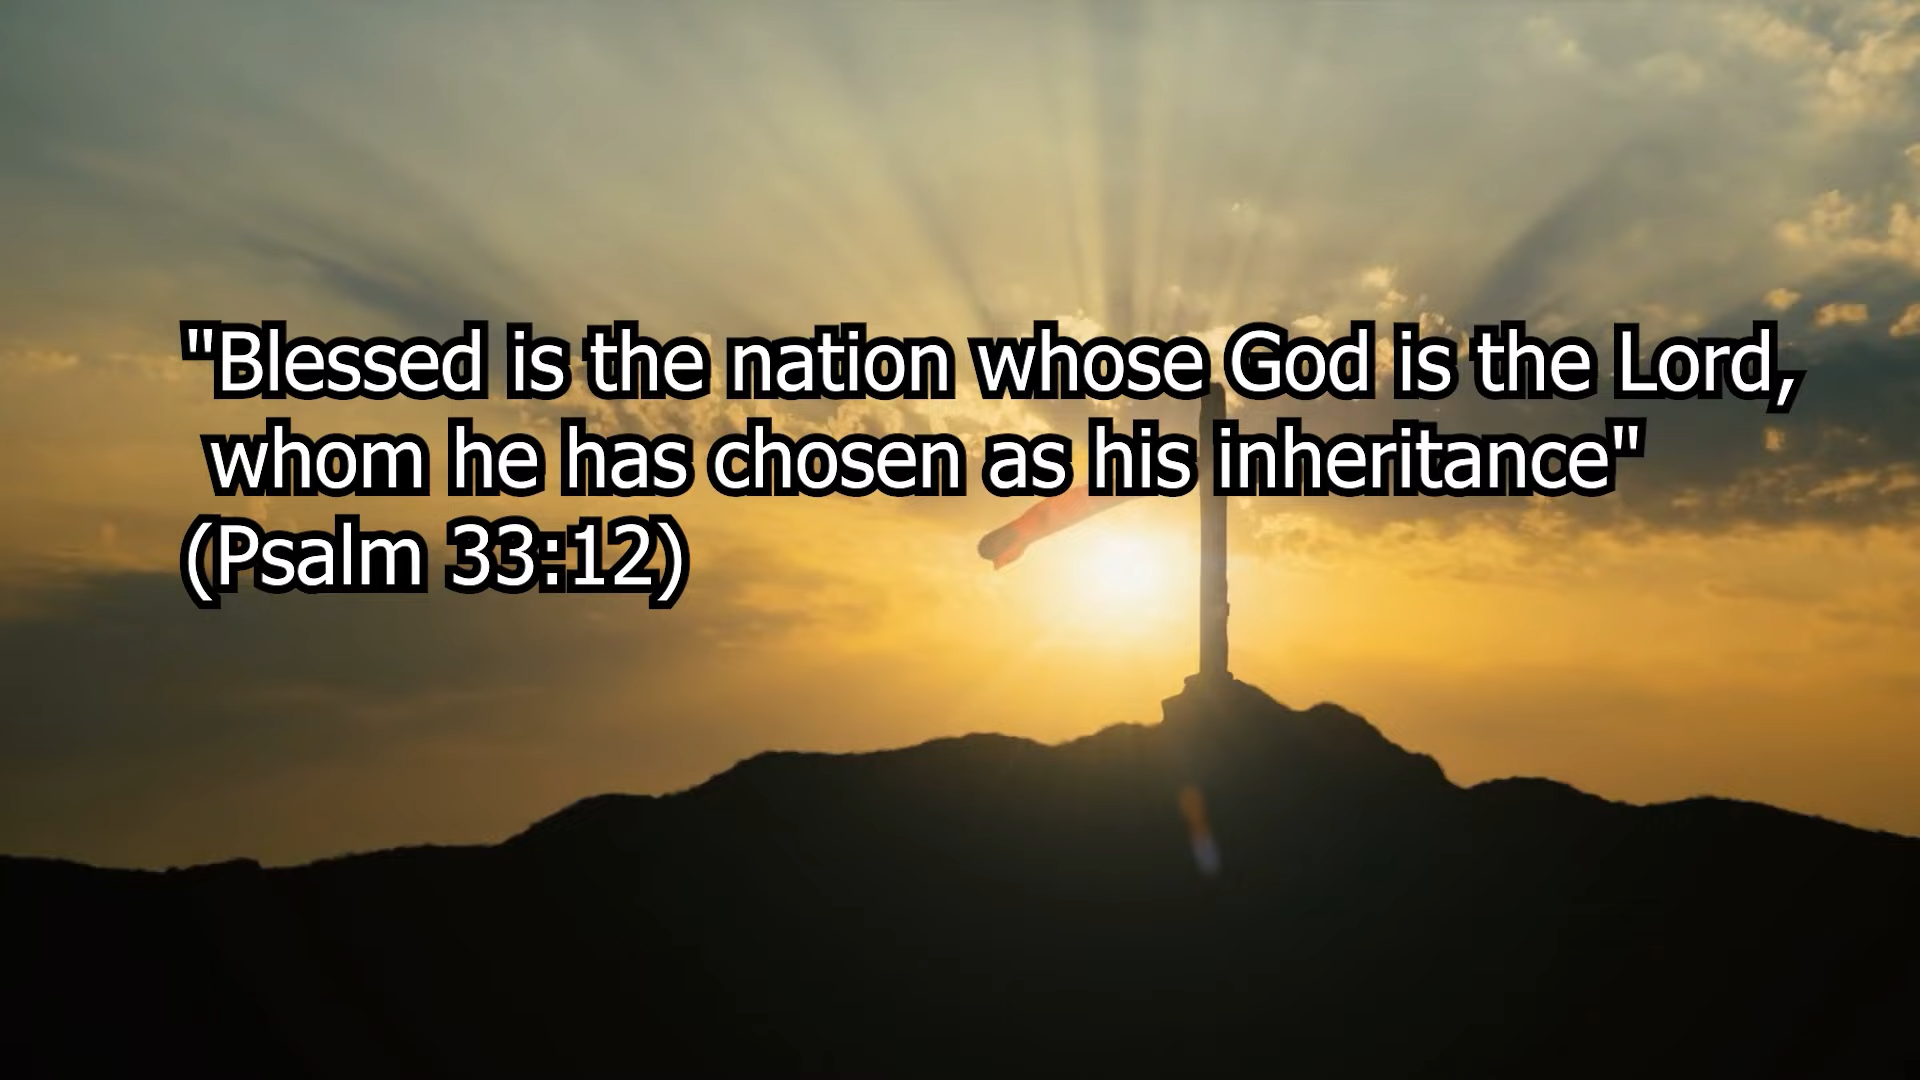 "Blessed is the nation whose God is the Lord,
whom he has chosen as his inheritance"
(Psalm 33:12)